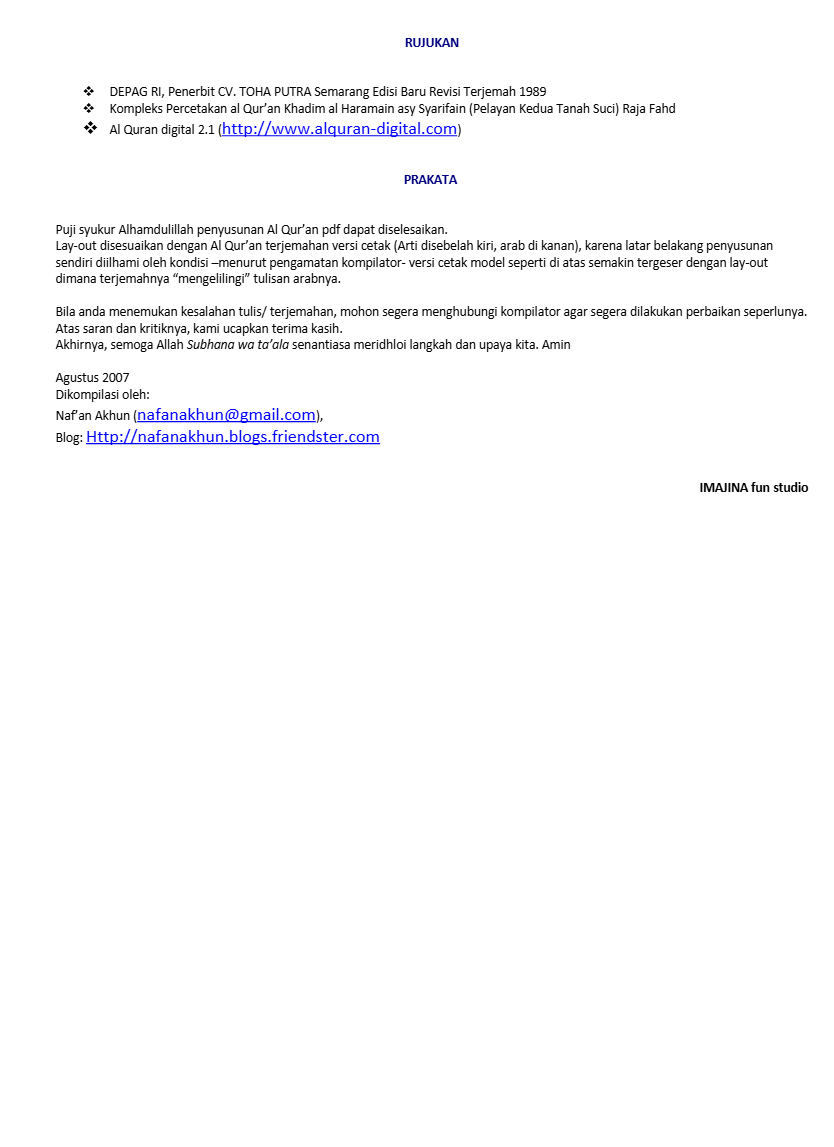 RUJUKAN
❖ DEPAG RI, Penerbit CV. TOHA PUTRA Semarang Edisi Baru Revisi Terjemah 1989
❖ Kompleks Percetakan al Qur’an Khadim al Haramain asy Syarifain (Pelayan Kedua Tanah Suci) Raja Fahd
❖ Al Quran digital 2.1 (http://www.alquran-digital.com)
PRAKATA
Puji syukur Alhamdulillah penyusunan Al Qur’an pdf dapat diselesaikan.
Lay-out disesuaikan dengan Al Qur’an terjemahan versi cetak (Arti disebelah kiri, arab di kanan), karena latar belakang penyusunan
sendiri diilhami oleh kondisi –menurut pengamatan kompilator- versi cetak model seperti di atas semakin tergeser dengan lay-out
dimana terjemahnya “mengelilingi” tulisan arabnya.
Bila anda menemukan kesalahan tulis/ terjemahan, mohon segera menghubungi kompilator agar segera dilakukan perbaikan seperlunya.
Atas saran dan kritiknya, kami ucapkan terima kasih.
Akhirnya, semoga Allah Subhana wa ta’ala senantiasa meridhloi langkah dan upaya kita. Amin
Agustus 2007
Dikompilasi oleh:
Naf’an Akhun (nafanakhun@gmail.com),
Blog: Http://nafanakhun.blogs.friendster.com
IMAJINA fun studio